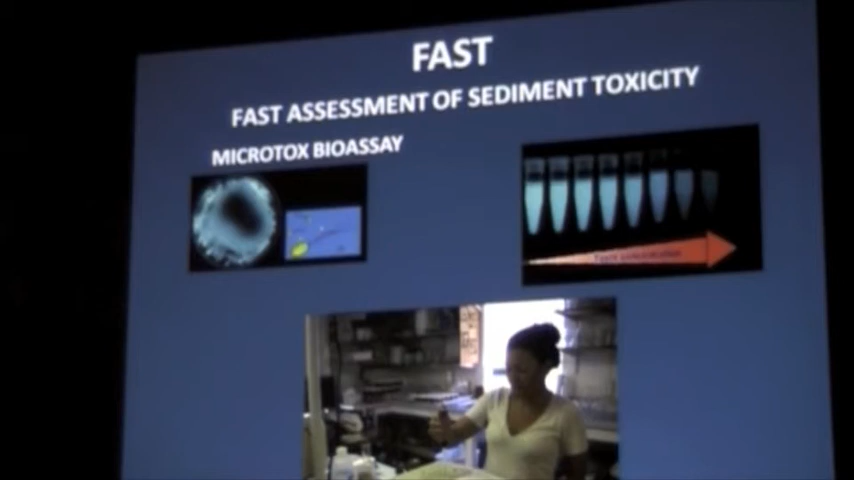 FAST
FAST ASSESSMENT OF SEDIMENT TOXICITY
MICROTOX BIOASSAY